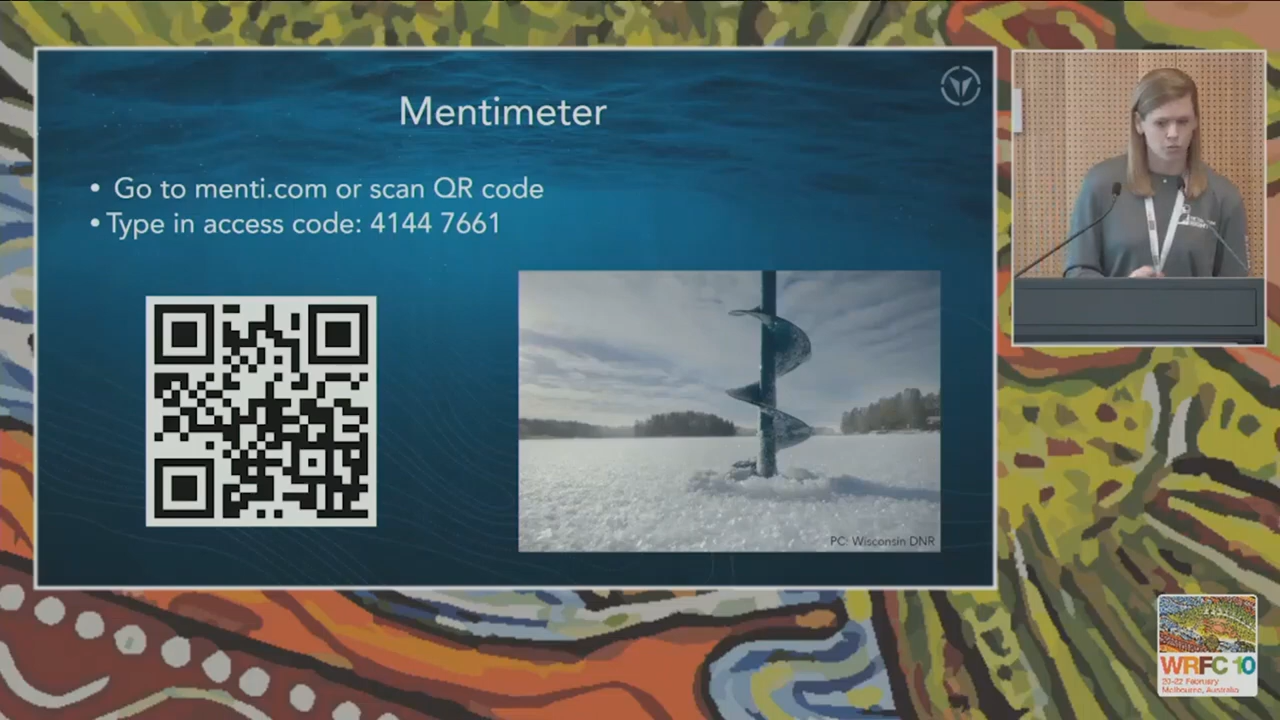 Mentimeter
• Go to menti.com or scan QR code
• Type in access code: 4144 7661
PC: Wisconsin DNR
WRFC 10
20-22 February
Melbourne, Australia